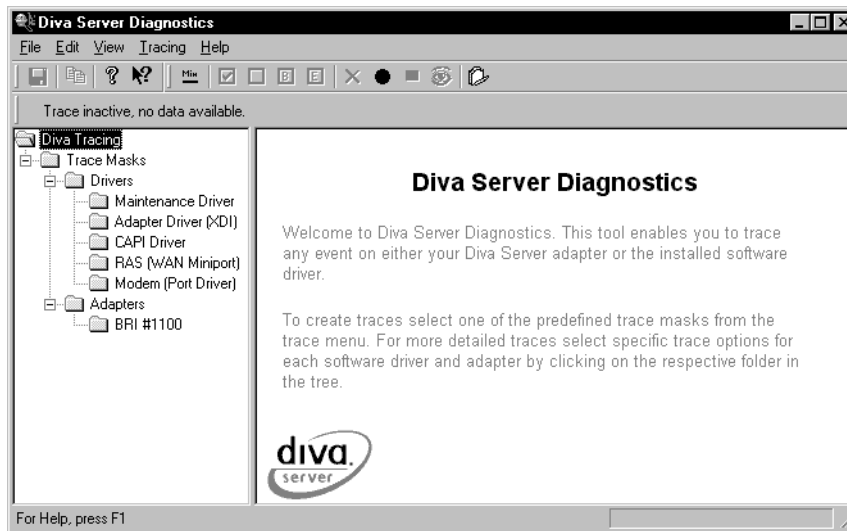 Diva Server Diagnostics
File Edit View Tracing Help
Mix B E
Trace inactive, no data available.
Diva Tracing
Trace Masks
Drivers
Maintenance Driver
Adapter Driver (XDI)
CAPI Driver
RAS (WAN Miniport)
Modem (Port Driver)
Adapters
BRI #1100
Diva Server Diagnostics
Welcome to Diva Server Diagnostics. This tool enables you to trace
any event on either your Diva Server adapter or the installed software
driver.
To create traces select one of the predefined trace masks from the
trace menu. For more detailed traces select specific trace options for
each software driver and adapter by clicking on the respective folder in
the tree.
diva.
server
For Help, press F1